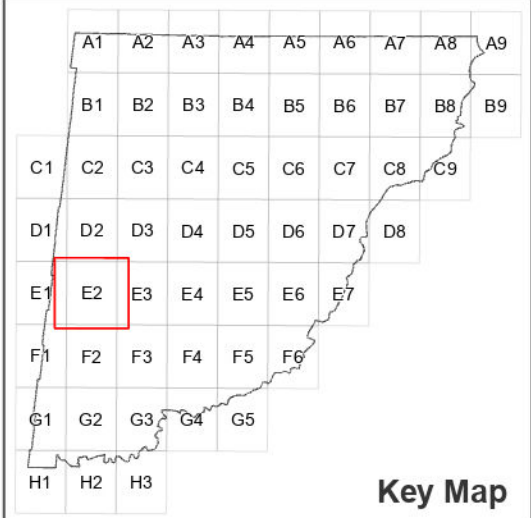 A1 A2 A3 A4 A5 A6 A7 A8 A9
B1 B2 B3 B4 B5 B6 B7 B8 B9
C1 C2 C3 C4 C5 C6 C7 C8 C9
D1 D2 D3 D4 D5 D6 D7 D8
E1 E2 E3 E4 E5 E6 E7
F1 F2 F3 F4 F5 F6
G1 G2 G3 G4 G5
H1 H2 H3
Key Map